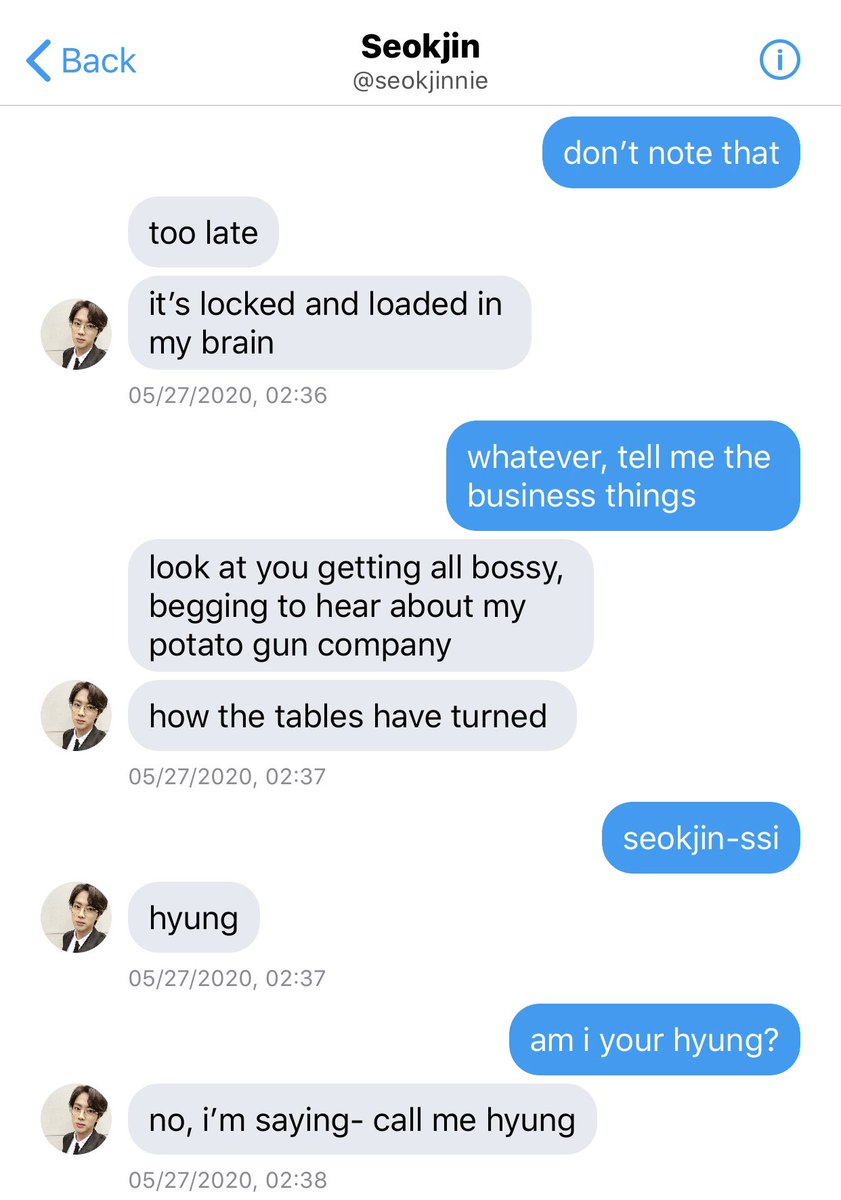 Back
Seokjin
@seokjinnie
don’t note that
too late
it’s locked and loaded in
my brain
05/27/2020, 02:36
whatever, tell me the
business things
look at you getting all bossy,
begging to hear about my
potato gun company
how the tables have turned
05/27/2020, 02:37
seokjin-ssi
hyung
05/27/2020, 02:37
am i your hyung?
no, i’m saying- call me hyung
05/27/2020, 02:38